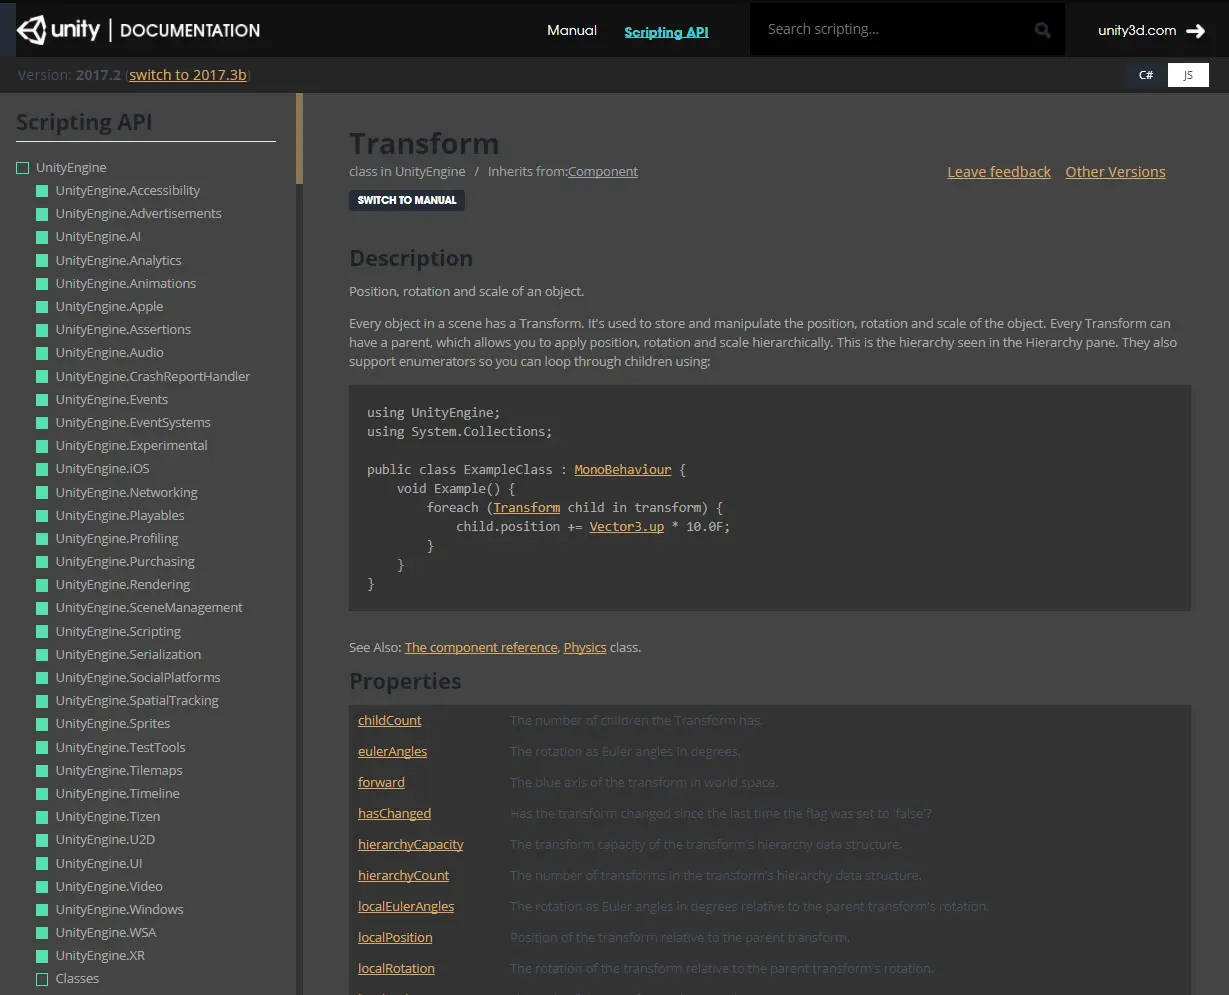 unity | DOCUMENTATION
Manual
Scripting API
Search scripting...
unity3d.com
Version: 2017.2 (switch to 2017.3b)
C#
JS
Scripting API
UnityEngine
UnityEngine.Accessibility
UnityEngine.Advertisements
UnityEngine.AI
UnityEngine.Analytics
UnityEngine.Animations
UnityEngine.Apple
UnityEngine.Assertions
UnityEngine.Audio
UnityEngine.CrashReportHandler
UnityEngine.Events
UnityEngine.EventSystems
UnityEngine.Experimental
UnityEngine.iOS
UnityEngine.Networking
UnityEngine.Playables
UnityEngine.Profiling
UnityEngine.Purchasing
UnityEngine.Rendering
UnityEngine.SceneManagement
UnityEngine.Scripting
UnityEngine.Serialization
UnityEngine.SocialPlatforms
UnityEngine.SpatialTracking
UnityEngine.Sprites
UnityEngine.TestTools
UnityEngine.Tilemaps
UnityEngine.Timeline
UnityEngine.Tizen
UnityEngine.U2D
UnityEngine.UI
UnityEngine.Video
UnityEngine.Windows
UnityEngine.WSA
UnityEngine.XR
Classes
Transform
class in UnityEngine / Inherits from:Component
Leave feedback
Other Versions
SWITCH TO MANUAL
Description
Position, rotation and scale of an object.
Every object in a scene has a Transform. It's used to store and manipulate the position, rotation and scale of the object. Every Transform can
have a parent, which allows you to apply position, rotation and scale hierarchically. This is the hierarchy seen in the Hierarchy pane. They also
support enumerators so you can loop through children using:
using UnityEngine;
using System.Collections;
public class ExampleClass : MonoBehaviour {
    void Example() {
        foreach (Transform child in transform) {
            child.position += Vector3.up * 10.0F;
        }
    }
}
See Also: The component reference, Physics class.
Properties
childCount The number of children the Transform has.
eulerAngles The rotation as Euler angles in degrees.
forward The blue axis of the transform in world space.
hasChanged Has the transform changed since the last time the flag was set to 'false'?
hierarchyCapacity The transform capacity of the transform's hierarchy data structure.
hierarchyCount The number of transforms in the transform's hierarchy data structure.
localEulerAngles The rotation as Euler angles in degrees relative to the parent transform's rotation.
localPosition Position of the transform relative to the parent transform.
localRotation The rotation of the transform relative to the parent transform's rotation.